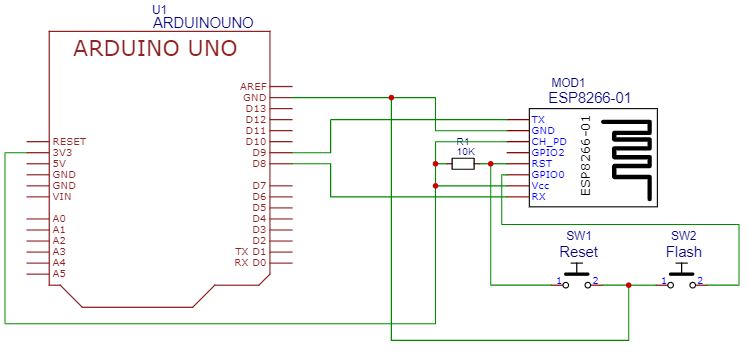 U1
ARDUINOUNO
ARDUINO UNO
AREF
GND
D13
D12
D11
D10
D9
D8
D7
D6
D5
D4
D3
D2
TX D1
RX D0
RESET
3V3
5V
GND
GND
VIN
A0
A1
A2
A3
A4
A5
MOD1
ESP8266-01
TX
GND
CH_PD
GPIO2
RST
GPIO0
Vcc
RX
ESP8266-01
R1
10K
SW1
Reset
1 2
SW2
Flash
1 2